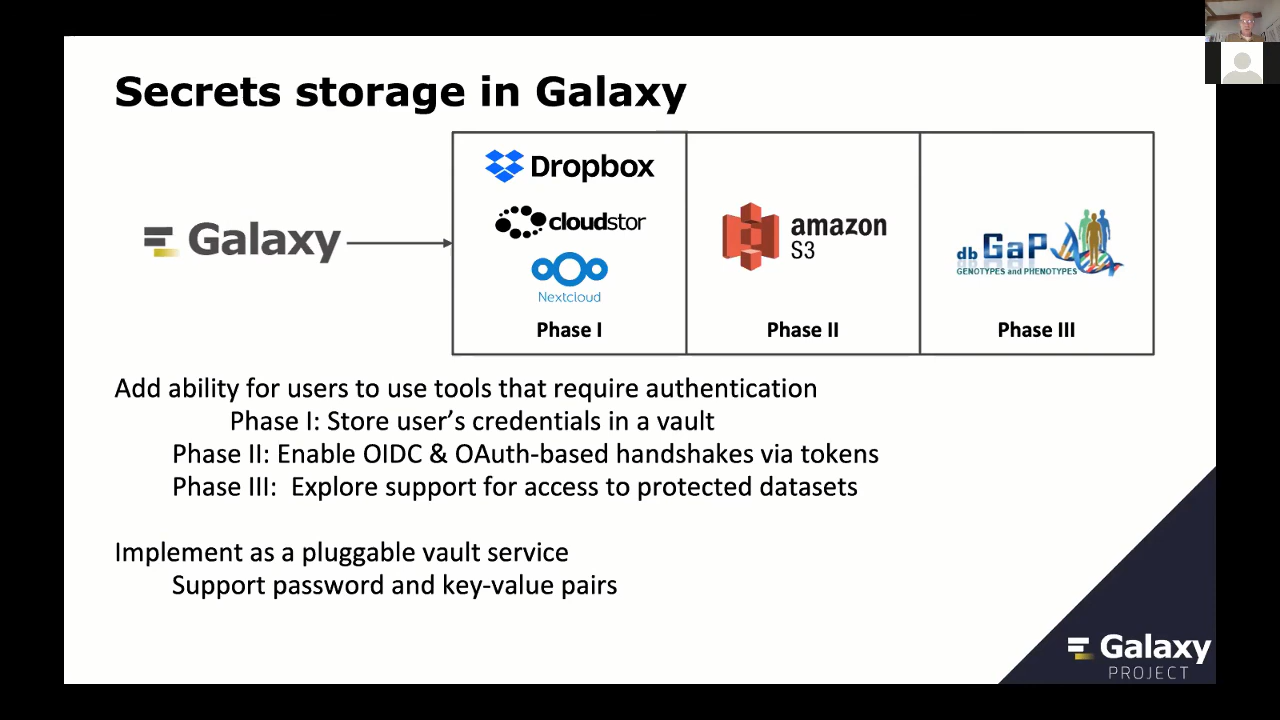 Secrets storage in Galaxy
Galaxy
Dropbox
cloudstor
Nextcloud
Phase I
amazon
S3
Phase II
db GaP
GENOTYPES and PHENOTYPES
Phase III
Add ability for users to use tools that require authentication
Phase I: Store user’s credentials in a vault
Phase II: Enable OIDC & OAuth-based handshakes via tokens
Phase III: Explore support for access to protected datasets
Implement as a pluggable vault service
Support password and key-value pairs
Galaxy
PROJECT